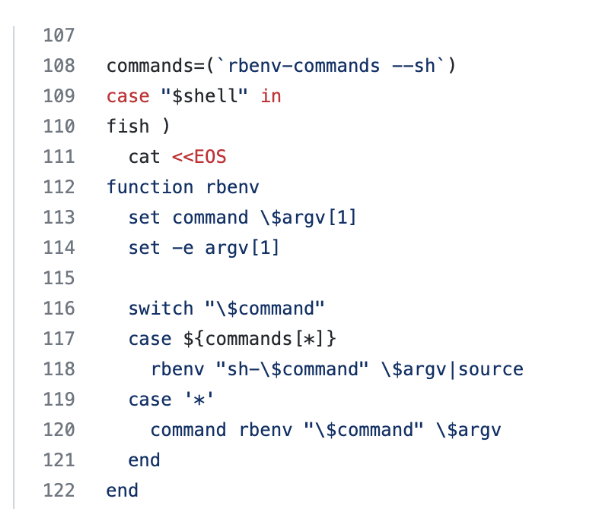 107
108 commands=(`rbenv-commands --sh`)
109 case "$shell" in
110 fish )
111   cat <<EOS
112 function rbenv
113   set command \$argv[1]
114   set -e argv[1]
115
116   switch "\$command"
117   case ${commands[*]}
118     rbenv "sh-\$command" \$argv|source
119   case '*'
120     command rbenv "\$command" \$argv
121   end
122 end